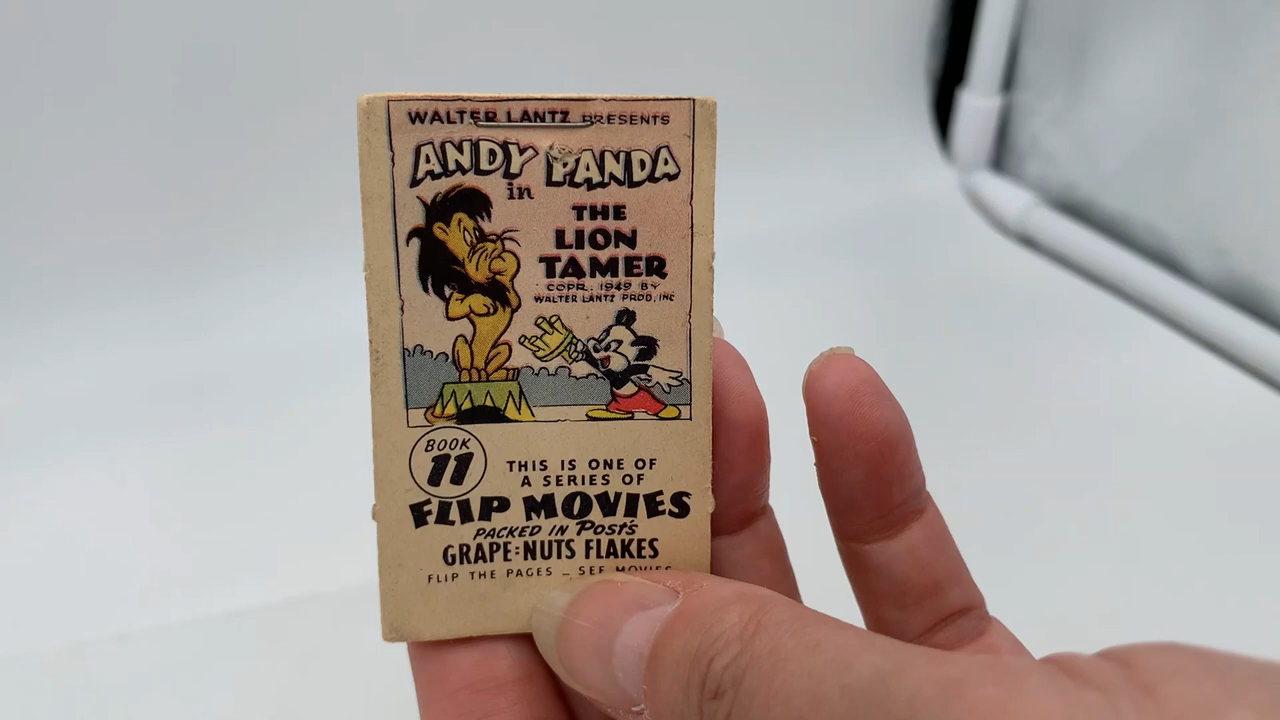 WALTER LANTZ PRESENTS
ANDY PANDA
in
THE
LION
TAMER
COPR. 1949 BY
WALTER LANTZ PROD, INC
BOOK
11
THIS IS ONE OF
A SERIES OF
FLIP MOVIES
PACKED IN Post's
GRAPE-NUTS FLAKES
FLIP THE PAGES - SEE MOVIES